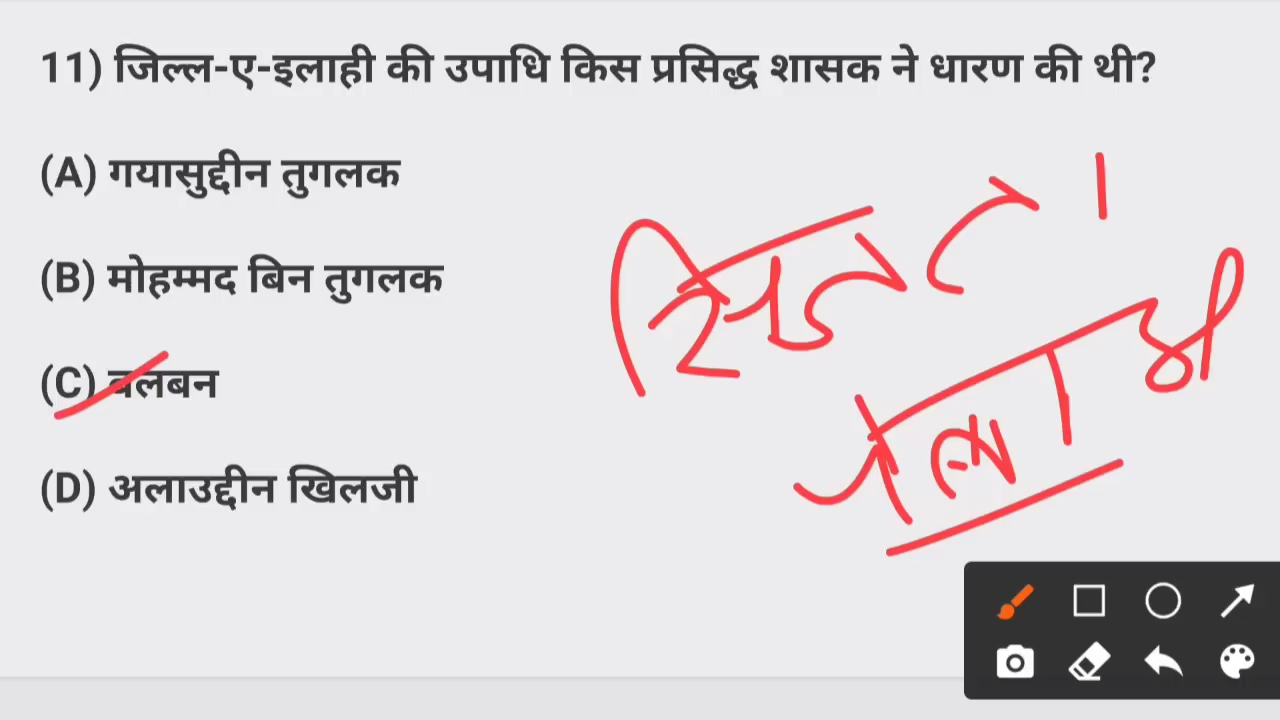 11) जिल्ल-ए-इलाही की उपाधि किस प्रसिद्ध शासक ने धारण की थी?
(A) गयासुद्दीन तुगलक
(B) मोहम्मद बिन तुगलक
(C) बलबन
(D) अलाउद्दीन खिलजी